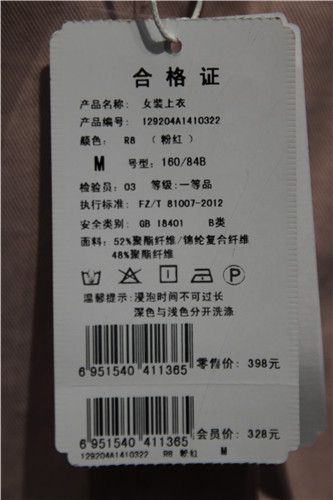 合格证
产品名称: 女装上衣
产品编号: 129204A1410322
颜色: R8 (粉红)
M 号型: 160/84B
检验员: 03 等级: 一等品
执行标准: FZ/T 81007-2012
安全类别: GB 18401 B类
面料: 52%聚酯纤维/锦纶复合纤维
48%聚酯纤维
P
温馨提示: 浸泡时间不可过长
深色与浅色分开洗涤
6 951540 411365 零售价: 398元
6 951540 411365 会员价: 328元
129204A1410322 R8 粉红 M